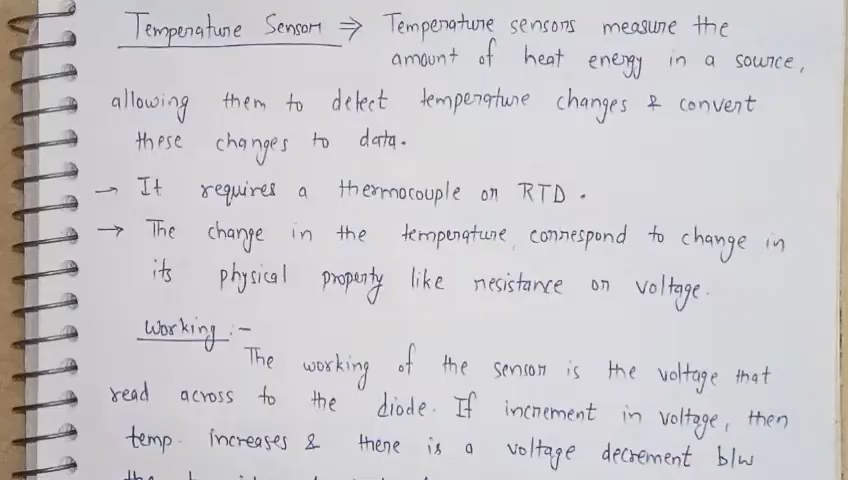 Temperature Sensor ⇒ Temperature sensors measure the
amount of heat energy in a source,
allowing them to detect temperature changes & convert
these changes to data.
→ It requires a thermocouple or RTD.
→ The change in the temperature correspond to change in
its physical property like resistance or voltage.
Working :-
The working of the sensor is the voltage that
read across to the diode. If increment in voltage, then
temp. increases & there is a voltage decrement b/w